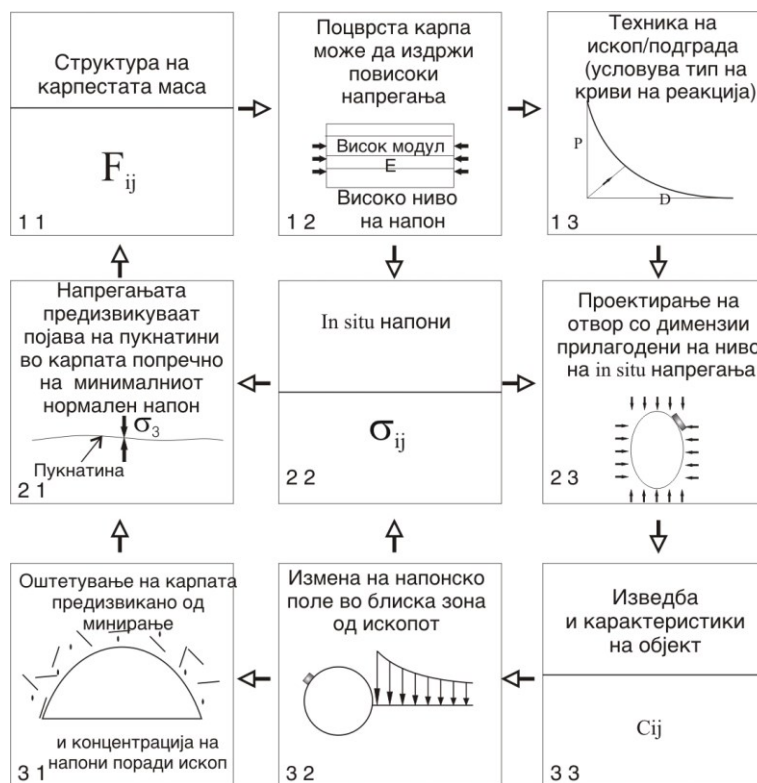 Структура на
карпестата маса
Fij
1 1
Поцврста карпа
може да издржи
повисоки
напрегања
Висок модул
E
Високо ниво
на напон
1 2
Техника на
ископ/подграда
(условува тип на
криви на реакција)
P
D
1 3
Напрегањата
предизвикуваат
појава на пукнатини
во карпата попречно
на минималниот
нормален напон
σ3
Пукнатина
2 1
In situ напони
σij
2 2
Проектирање на
отвор со димензии
прилагодени на ниво
на in situ напрегања
2 3
Оштетување на карпата
предизвикано од
минирање
и концентрација на
напони поради ископ
3 1
Измена на напонско
поле во блиска зона
од ископот
3 2
Изведба
и карактеристики
на објект
Cij
3 3